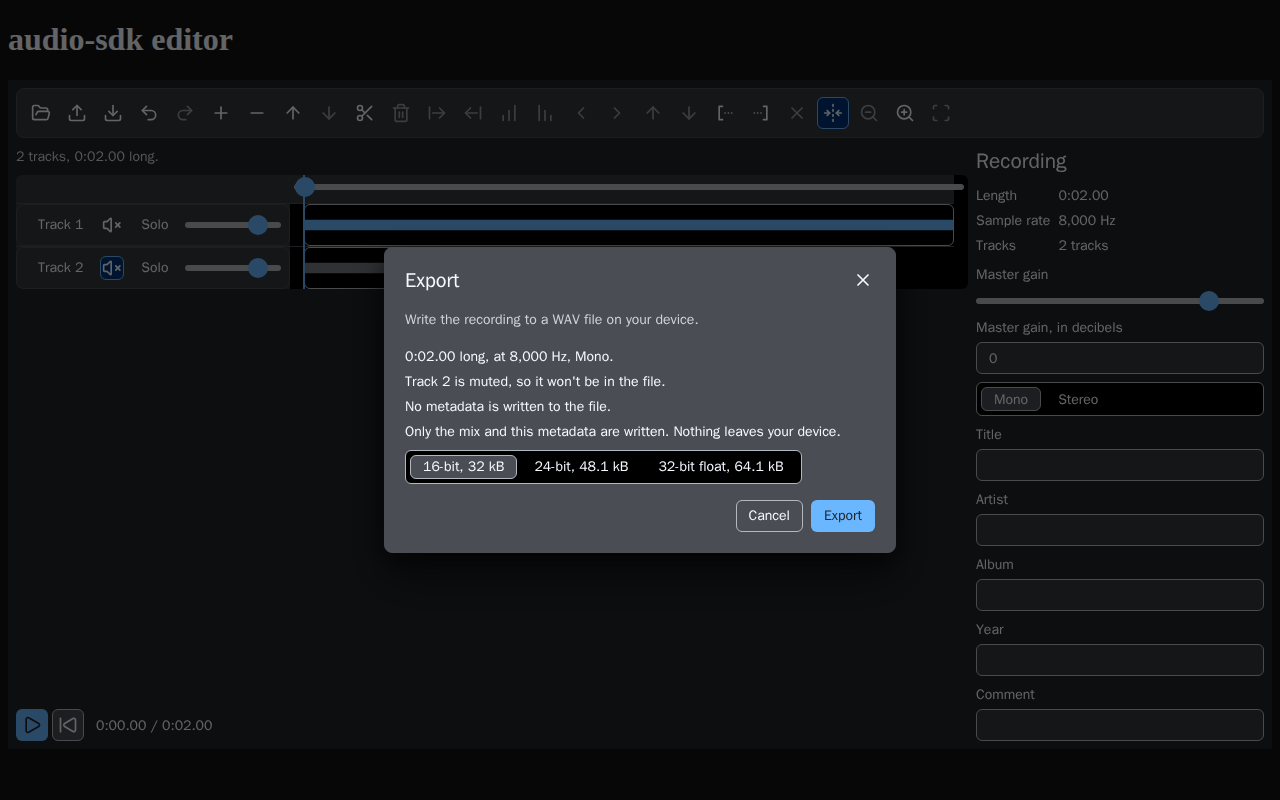 audio-sdk editor
2 tracks, 0:02.00 long.
Track 1 Solo
Track 2 Solo
Export
Write the recording to a WAV file on your device.
0:02.00 long, at 8,000 Hz, Mono.
Track 2 is muted, so it won't be in the file.
No metadata is written to the file.
Only the mix and this metadata are written. Nothing leaves your device.
16-bit, 32 kB 24-bit, 48.1 kB 32-bit float, 64.1 kB
Cancel Export
Recording
Length 0:02.00
Sample rate 8,000 Hz
Tracks 2 tracks
Master gain
Master gain, in decibels
0
Mono Stereo
Title
Artist
Album
Year
Comment
0:00.00 / 0:02.00